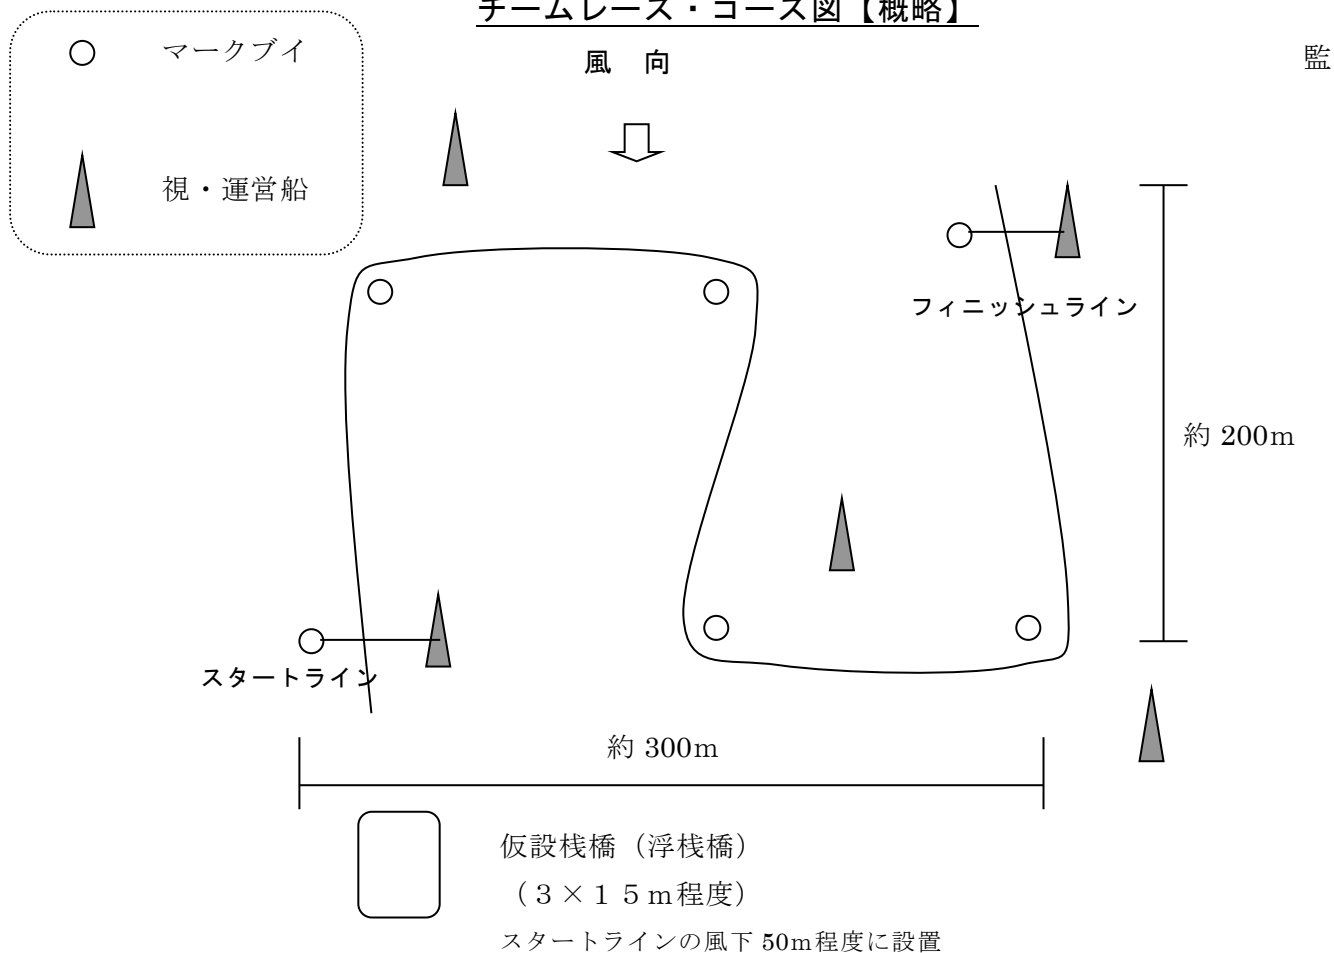 チームレース・コース図【概略】
マークブイ
風 向
監
視・運営船
フィニッシュライン
約 200m
スタートライン
約 300m
仮設桟橋（浮桟橋）
（３×１５m程度）
スタートラインの風下 50m程度に設置